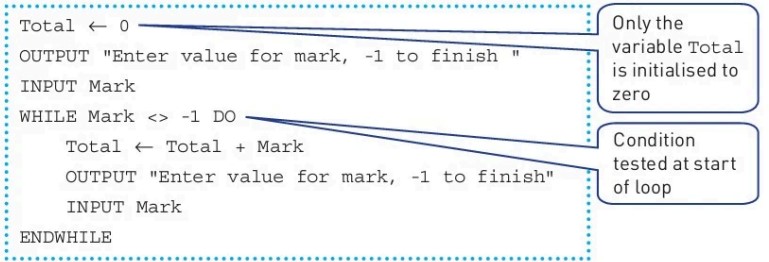 Total ← 0
OUTPUT "Enter value for mark, -1 to finish "
INPUT Mark
WHILE Mark <> -1 DO
Total ← Total + Mark
OUTPUT "Enter value for mark, -1 to finish"
INPUT Mark
ENDWHILE
Only the
variable Total
is initialised to
zero
Condition
tested at start
of loop